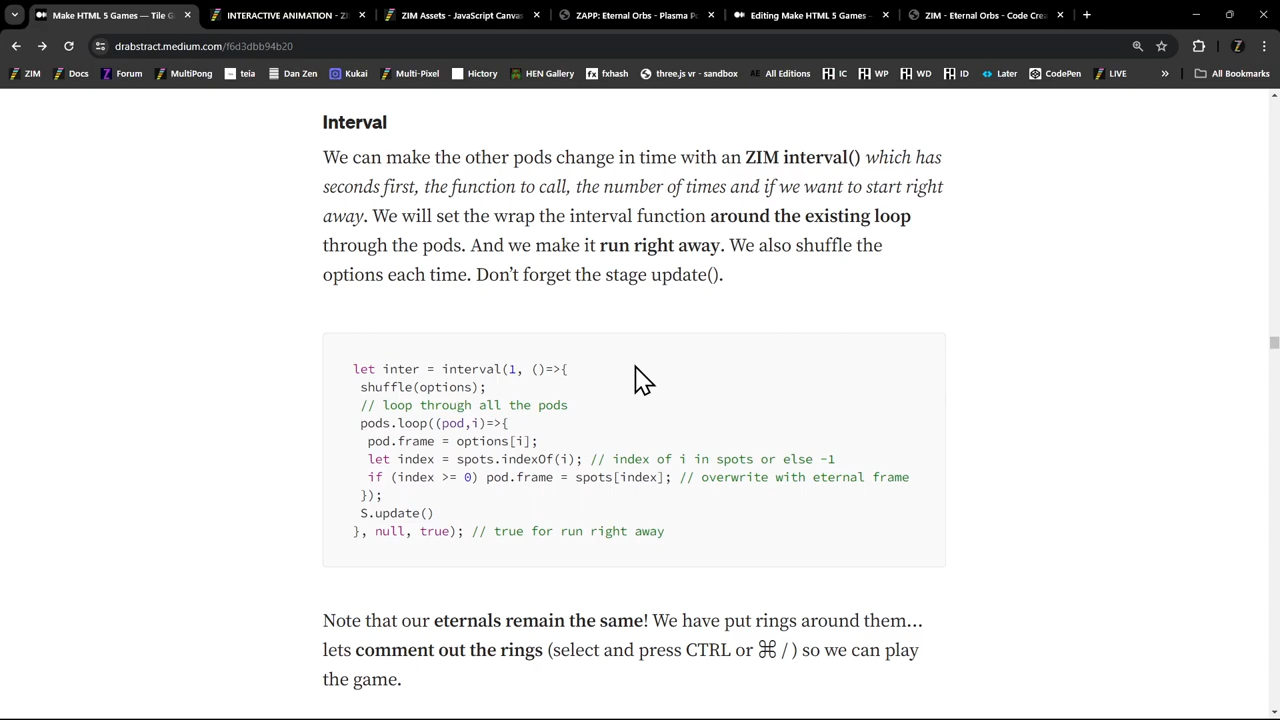 Make HTML 5 Games — Tile G
INTERACTIVE ANIMATION - ZI
ZIM Assets - JavaScript Canvas
ZAPP: Eternal Orbs - Plasma Po
Editing Make HTML 5 Games –
ZIM - Eternal Orbs - Code Crea
drabstract.medium.com/f6d3dbb94b20
ZIM
Docs
Forum
MultiPong
teia
Dan Zen
Kukai
Multi-Pixel
Hictory
HEN Gallery
fxhash
three.js vr - sandbox
AE All Editions
IC
WP
WD
ID
Later
CodePen
LIVE
»
All Bookmarks
Interval
We can make the other pods change in time with an ZIM interval() which has
seconds first, the function to call, the number of times and if we want to start right
away. We will set the wrap the interval function around the existing loop
through the pods. And we make it run right away. We also shuffle the
options each time. Don’t forget the stage update().
let inter = interval(1, ()=>{
shuffle(options);
// loop through all the pods
pods.loop((pod,i)=>{
pod.frame = options[i];
let index = spots.indexOf(i); // index of i in spots or else -1
if (index >= 0) pod.frame = spots[index]; // overwrite with eternal frame
});
S.update()
}, null, true); // true for run right away
Note that our eternals remain the same! We have put rings around them…
lets comment out the rings (select and press CTRL or ⌘ / ) so we can play
the game.